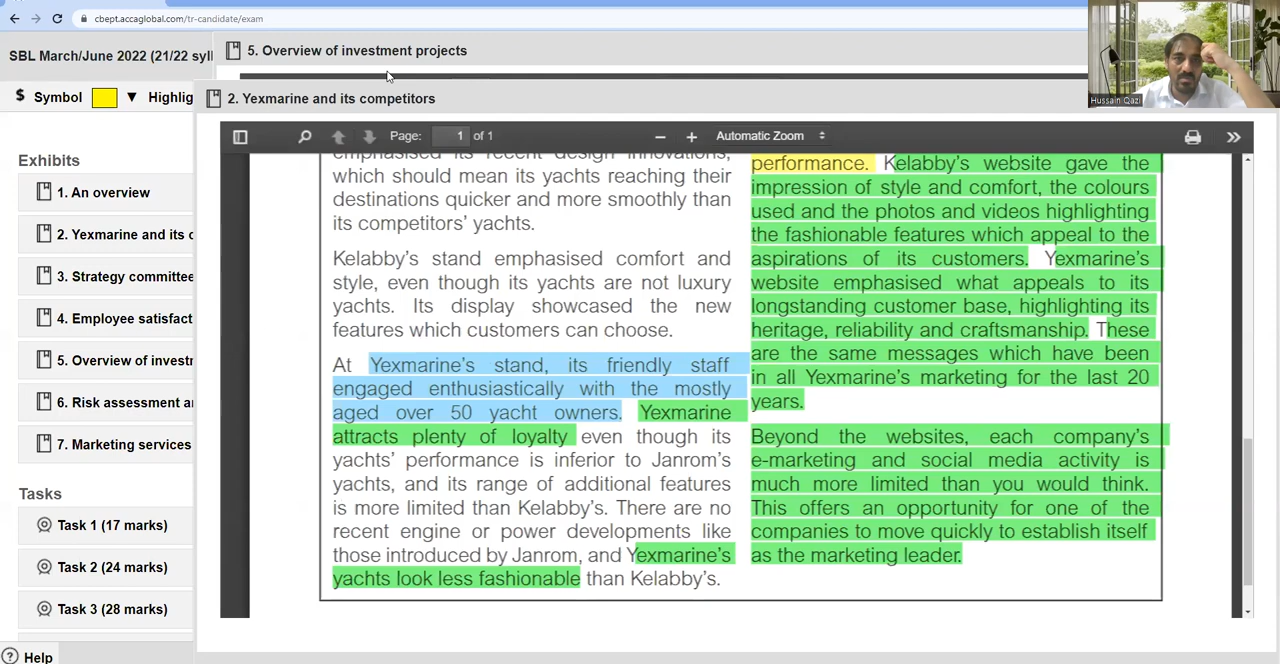 cbept.accaglobal.com/tr-candidate/exam
SBL March/June 2022 (21/22 syll
5. Overview of investment projects
$ Symbol
Highlig
2. Yexmarine and its competitors
Hussain Qazi
Page: 1 of 1
Automatic Zoom
Exhibits
1. An overview
2. Yexmarine and its c
3. Strategy committee
4. Employee satisfact
5. Overview of investr
6. Risk assessment a
7. Marketing services
Tasks
Task 1 (17 marks)
Task 2 (24 marks)
Task 3 (28 marks)
Help
emphasised its recent design innovations,
which should mean its yachts reaching their
destinations quicker and more smoothly than
its competitors’ yachts.
Kelabby’s stand emphasised comfort and
style, even though its yachts are not luxury
yachts. Its display showcased the new
features which customers can choose.
At Yexmarine’s stand, its friendly staff
engaged enthusiastically with the mostly
aged over 50 yacht owners. Yexmarine
attracts plenty of loyalty even though its
yachts’ performance is inferior to Janrom’s
yachts, and its range of additional features
is more limited than Kelabby’s. There are no
recent engine or power developments like
those introduced by Janrom, and Yexmarine’s
yachts look less fashionable than Kelabby’s.
performance. Kelabby’s website gave the
impression of style and comfort, the colours
used and the photos and videos highlighting
the fashionable features which appeal to the
aspirations of its customers. Yexmarine’s
website emphasised what appeals to its
longstanding customer base, highlighting its
heritage, reliability and craftsmanship. These
are the same messages which have been
in all Yexmarine’s marketing for the last 20
years.
Beyond the websites, each company’s
e-marketing and social media activity is
much more limited than you would think.
This offers an opportunity for one of the
companies to move quickly to establish itself
as the marketing leader.